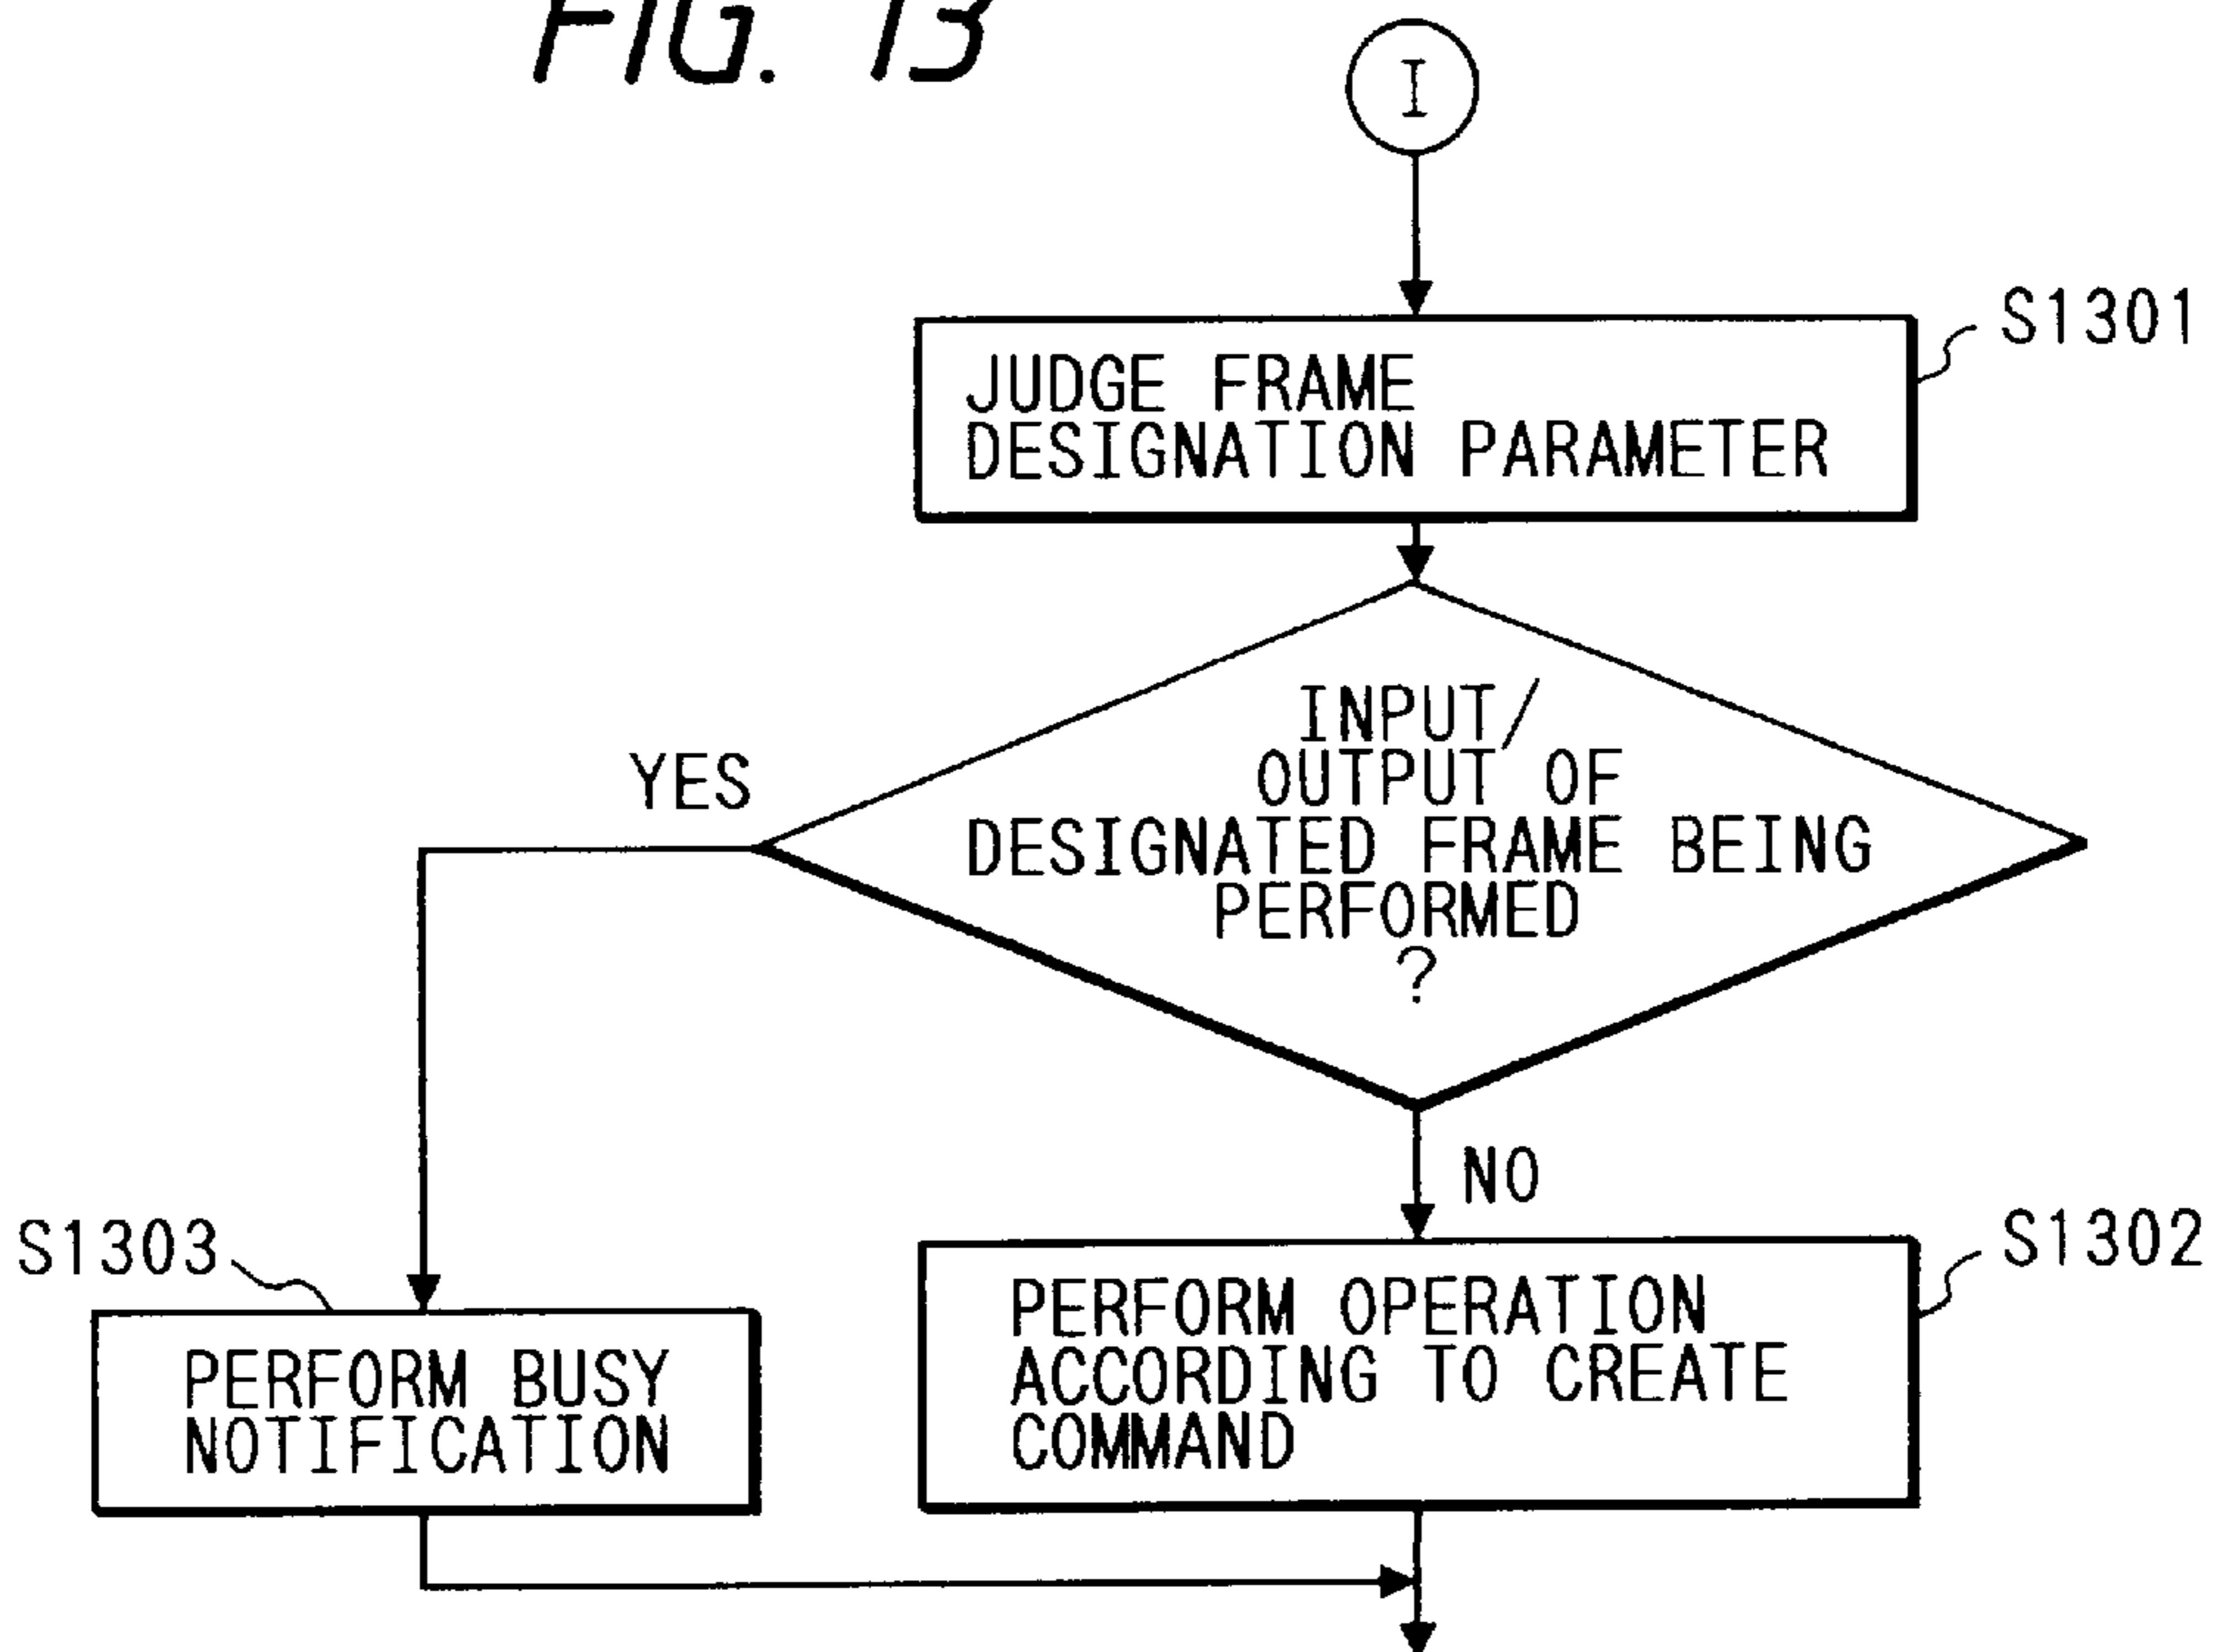 FIG. 13
I
S1301
JUDGE FRAME
DESIGNATION PARAMETER
INPUT/
OUTPUT OF
DESIGNATED FRAME BEING
PERFORMED
?
YES
NO
S1303
PERFORM BUSY
NOTIFICATION
S1302
PERFORM OPERATION
ACCORDING TO CREATE
COMMAND